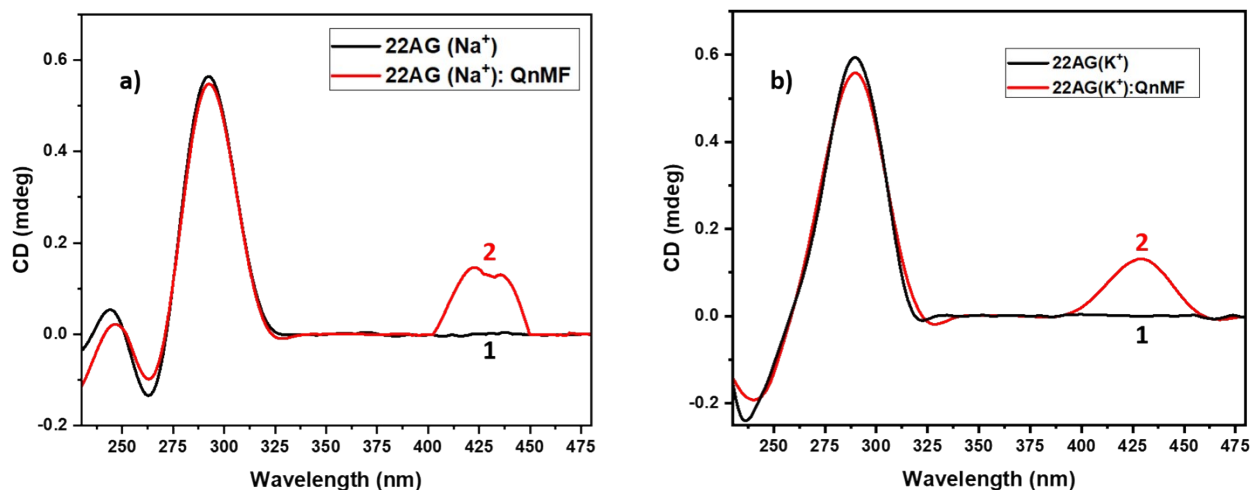 a)
22AG (Na⁺)
22AG (Na⁺): QnMF
0.6
0.4
0.2
0.0
-0.2
CD (mdeg)
2
1
250 275 300 325 350 375 400 425 450 475
Wavelength (nm)
b)
22AG(K⁺)
22AG(K⁺):QnMF
0.6
0.4
0.2
0.0
-0.2
CD (mdeg)
2
1
250 275 300 325 350 375 400 425 450 475
Wavelength (nm)